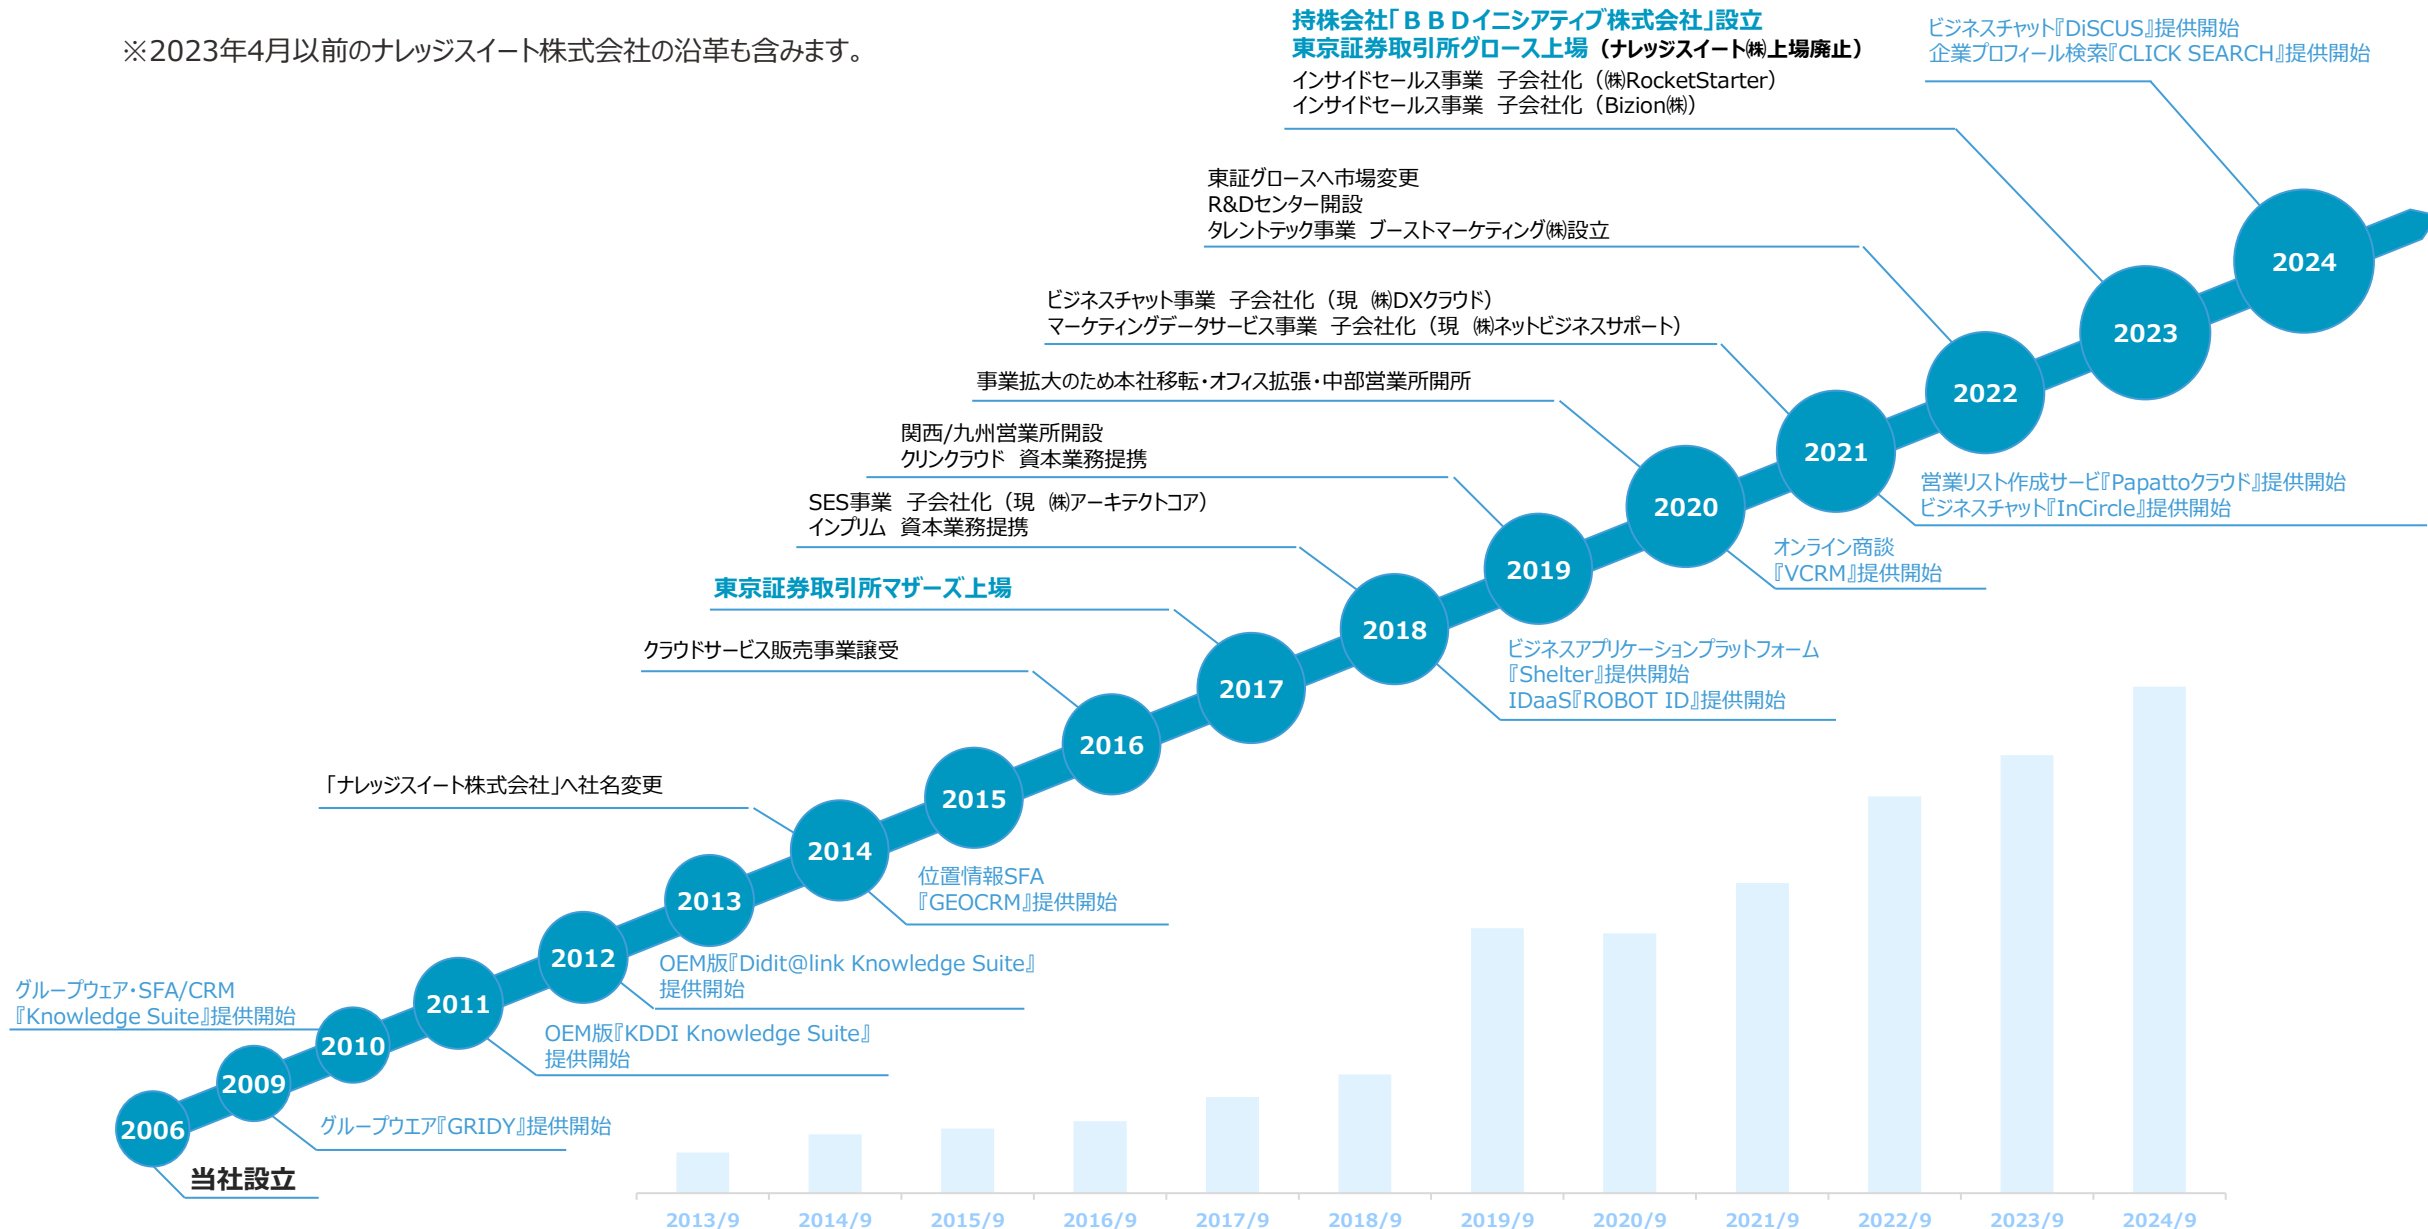 ※2023年4月以前のナレッジスイート株式会社の沿革も含みます。
持株会社「ＢＢＤイニシアティブ株式会社」設立
東京証券取引所グロース上場（ナレッジスイート㈱上場廃止）
インサイドセールス事業 子会社化（㈱RocketStarter）
インサイドセールス事業 子会社化（Bizion㈱）
ビジネスチャット『DiSCUS』提供開始
企業プロフィール検索『CLICK SEARCH』提供開始
東証グロースへ市場変更
R&Dセンター開設
タレントテック事業 ブーストマーケティング㈱設立
ビジネスチャット事業 子会社化（現 ㈱DXクラウド）
マーケティングデータサービス事業 子会社化（現 ㈱ネットビジネスサポート）
事業拡大のため本社移転・オフィス拡張・中部営業所開所
関西/九州営業所開設
クリンクラウド 資本業務提携
SES事業 子会社化（現 ㈱アーキテクトコア）
インプリム 資本業務提携
東京証券取引所マザーズ上場
クラウドサービス販売事業譲受
「ナレッジスイート株式会社」へ社名変更
2024
2023
2022
2021
2020
2019
2018
2017
2016
2015
2014
2013
2012
2011
2010
2009
2006
営業リスト作成サービ『Papattoクラウド』提供開始
ビジネスチャット『InCircle』提供開始
オンライン商談
『VCRM』提供開始
ビジネスアプリケーションプラットフォーム
『Shelter』提供開始
IDaaS『ROBOT ID』提供開始
位置情報SFA
『GEOCRM』提供開始
OEM版『Didit@link Knowledge Suite』
提供開始
OEM版『KDDI Knowledge Suite』
提供開始
グループウェア・SFA/CRM
『Knowledge Suite』提供開始
グループウエア『GRIDY』提供開始
当社設立
2013/9 2014/9 2015/9 2016/9 2017/9 2018/9 2019/9 2020/9 2021/9 2022/9 2023/9 2024/9